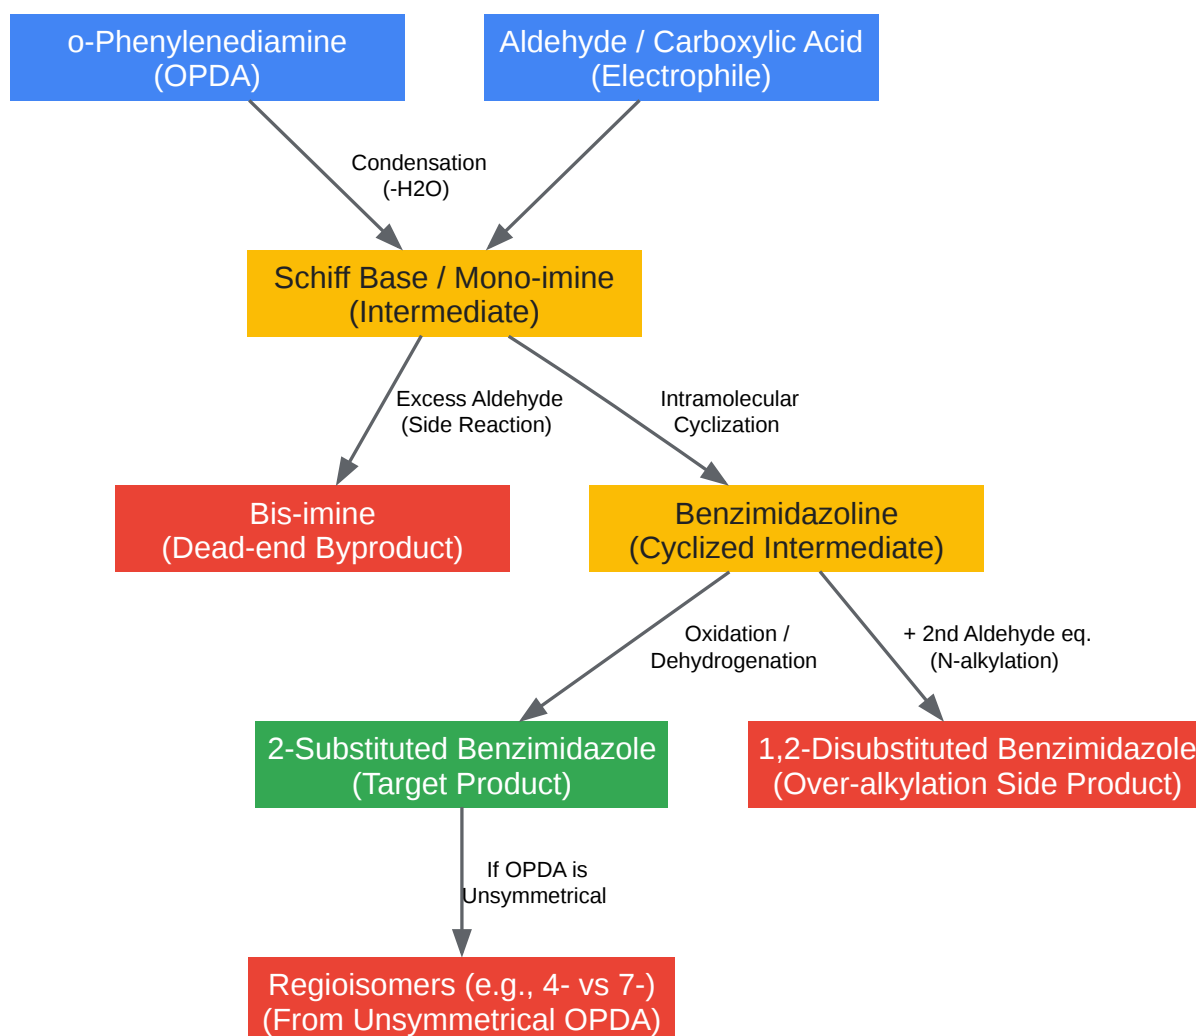 o-Phenylenediamine
(OPDA)
Aldehyde / Carboxylic Acid
(Electrophile)
Condensation
(-H2O)
Schiff Base / Mono-imine
(Intermediate)
Excess Aldehyde
(Side Reaction)
Intramolecular
Cyclization
Bis-imine
(Dead-end Byproduct)
Benzimidazoline
(Cyclized Intermediate)
Oxidation /
Dehydrogenation
+ 2nd Aldehyde eq.
(N-alkylation)
2-Substituted Benzimidazole
(Target Product)
1,2-Disubstituted Benzimidazole
(Over-alkylation Side Product)
If OPDA is
Unsymmetrical
Regioisomers (e.g., 4- vs 7-)
(From Unsymmetrical OPDA)